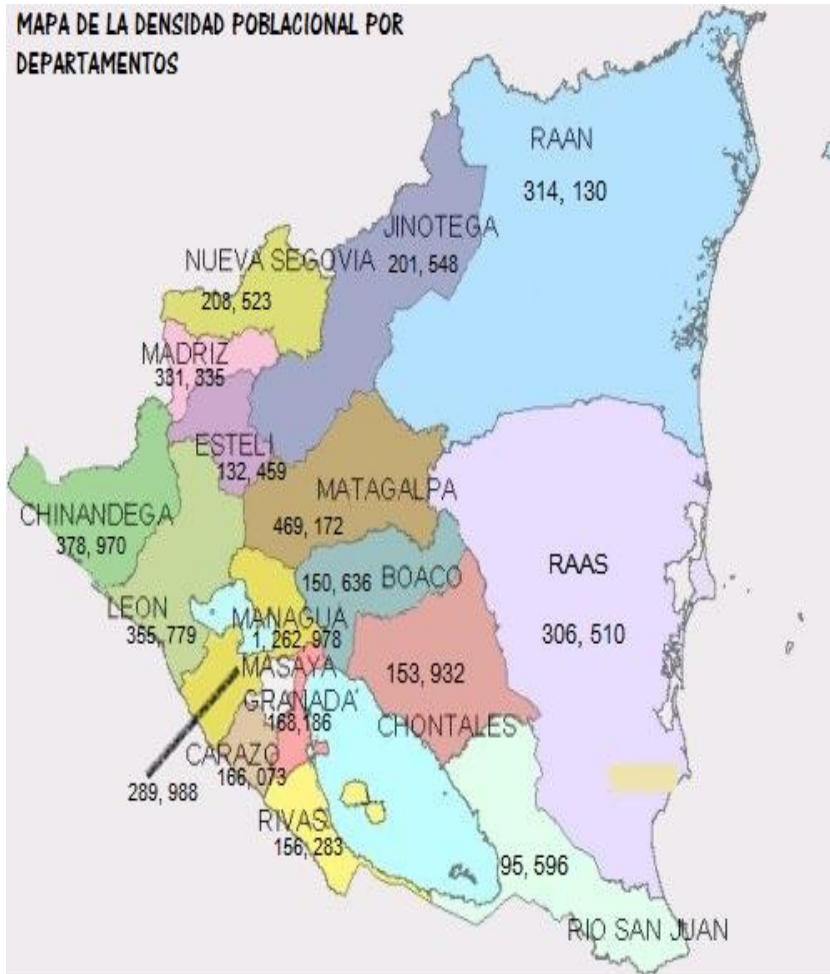 MAPA DE LA DENSIDAD POBLACIONAL POR
DEPARTAMENTOS
RAAN
314, 130
JINOTEGA
201, 548
NUEVA SEGOVIA
208, 523
MADRIZ
331, 335
ESTELI
132, 459
CHINANDEGA
378, 970
MATAGALPA
469, 172
BOACO
150, 636
RAAS
306, 510
LEON
355, 779
MANAGUA
1, 262, 978
MASAYA
289, 988
GRANADA
168,186
153, 932
CHONTALES
CARAZO
166, 073
RIVAS
156, 283
95, 596
RIO SAN JUAN